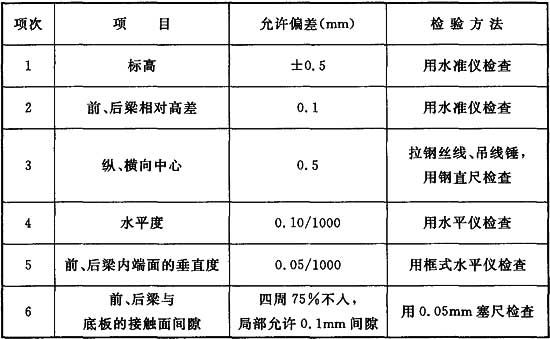 项次 项 目 允许偏差(mm) 检 验 方 法
1 标高 ±0.5 用水准仪检查
2 前、后梁相对高差 0.1 用水准仪检查
3 纵、横向中心 0.5 拉钢丝线、吊线锤，
用钢直尺检查
4 水平度 0.10/1000 用水平仪检查
5 前、后梁内端面的垂直度 0.05/1000 用框式水平仪检查
6 前、后梁与 四周75%不人， 用0.05mm塞尺检查
底板的接触面间隙 局部允许0.1mm间隙